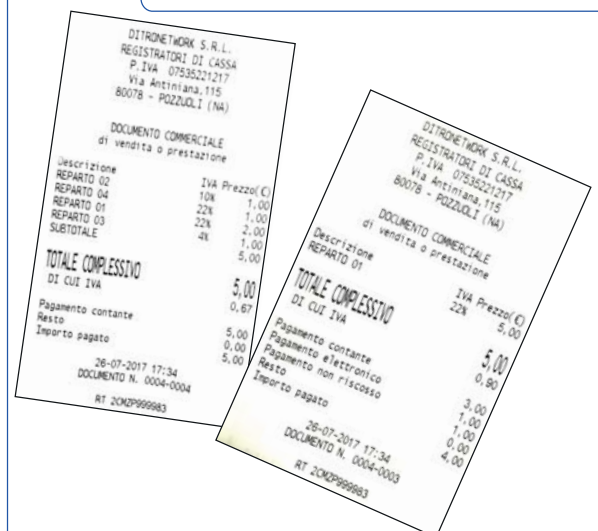 DITRONETWORK S.R.L.
REGISTRATORI DI CASSA
P.IVA 07535221217
Via Antiniana,115
80078 - POZZUOLI (NA)
DOCUMENTO COMMERCIALE
di vendita o prestazione
Descrizione IVA Prezzo(€)
REPARTO 02 10% 1,00
REPARTO 04 22% 1,00
REPARTO 01 22% 2,00
REPARTO 03 4% 1,00
SUBTOTALE 5,00
TOTALE COMPLESSIVO 5,00
DI CUI IVA 0,67
Pagamento contante 5,00
Resto 0,00
Importo pagato 5,00
26-07-2017 17:34
DOCUMENTO N. 0004-0004
RT 2CMZP999983
DITRONETWORK S.R.L.
REGISTRATORI DI CASSA
P.IVA 07535221217
Via Antiniana,115
80078 - POZZUOLI (NA)
DOCUMENTO COMMERCIALE
di vendita o prestazione
Descrizione IVA Prezzo(€)
REPARTO 01 22% 5,00
TOTALE COMPLESSIVO 5,00
DI CUI IVA 0,90
Pagamento contante 3,00
Pagamento elettronico 1,00
Pagamento non riscosso 1,00
Resto 0,00
Importo pagato 4,00
26-07-2017 17:34
DOCUMENTO N. 0004-0003
RT 2CMZP999983